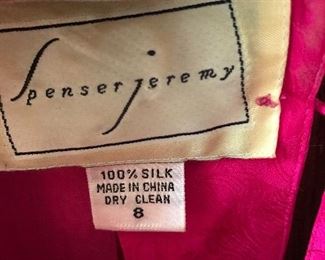 Spenser Jeremy
100% SILK
MADE IN CHINA
DRY CLEAN
8